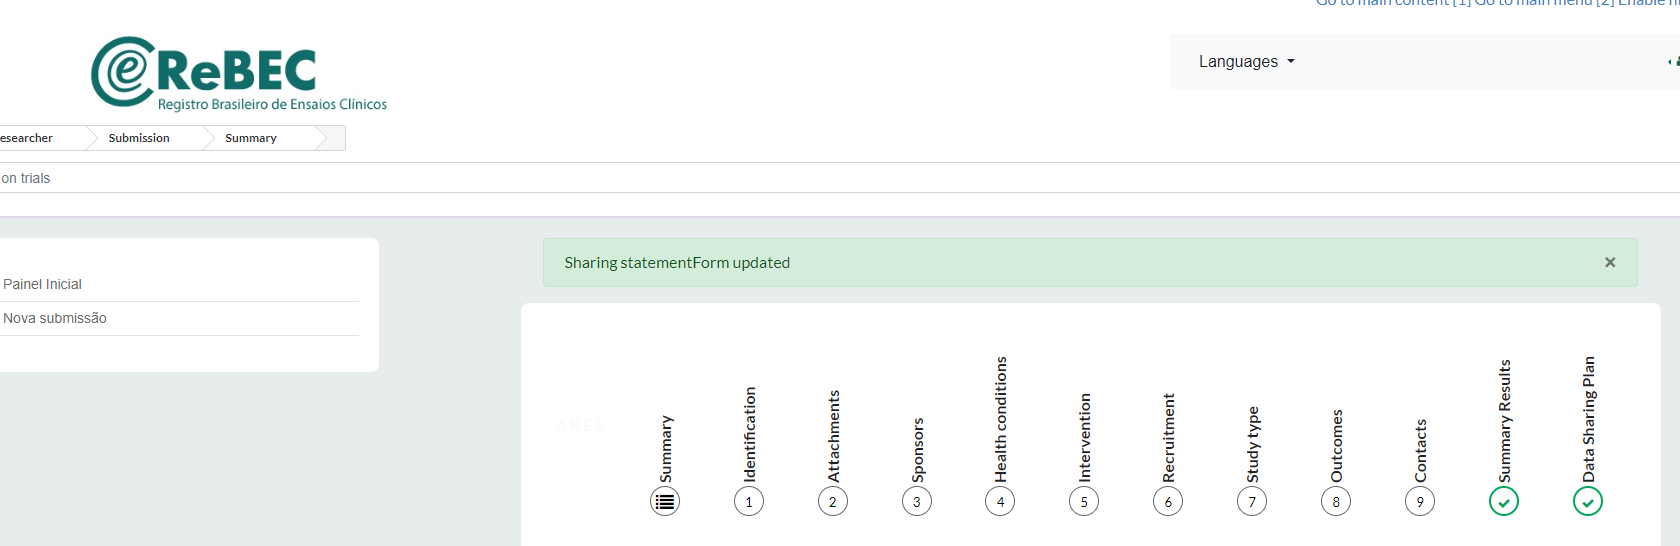 Go to main content [1] Go to main menu [2] Enable
ReBEC
Registro Brasileiro de Ensaios Clínicos
Languages
esearcher
Submission
Summary
on trials
Painel Inicial
Nova submissão
Sharing statementForm updated
×
ARES
Summary
Identification
Attachments
Sponsors
Health conditions
Intervention
Recruitment
Study type
Outcomes
Contacts
Summary Results
Data Sharing Plan
1
2
3
4
5
6
7
8
9